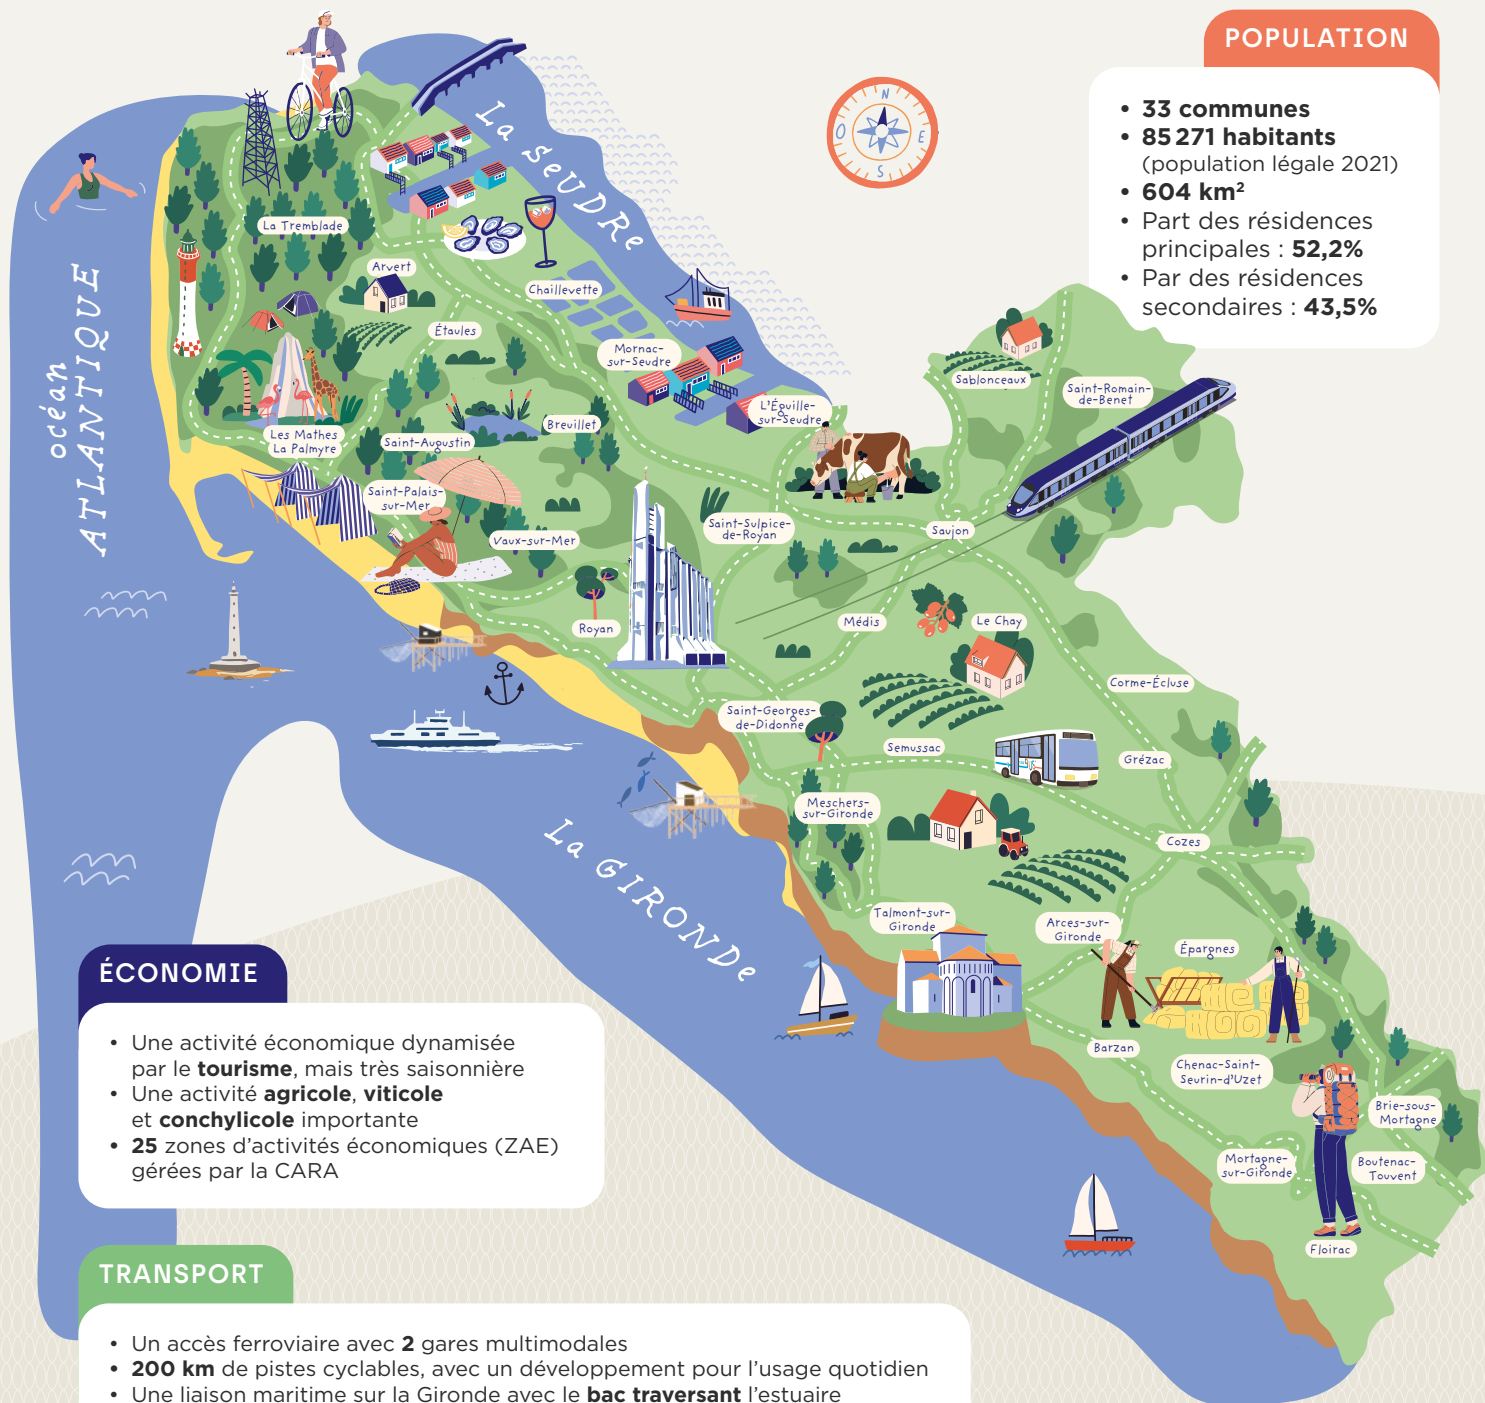 POPULATION
• 33 communes
• 85 271 habitants
(population légale 2021)
• 604 km²
• Part des résidences
principales : 52,2%
• Par des résidences
secondaires : 43,5%
N
O
E
S
La SeUDRe
océan
ATLANTIQUE
La Tremblade
Arvert
Chaillevette
Étaules
Mornac-
sur-Seudre
Sablonceaux
Saint-Romain-
de-Benet
L'Éguille-
sur-Seudre
Breuillet
Les Mathes
La Palmyre
Saint-Augustin
Saint-Palais-
sur-Mer
Vaux-sur-Mer
Saint-Sulpice-
de-Royan
Saujon
Royan
Médis
Le Chay
Corme-Écluse
Saint-Georges-
de-Didonne
Semussac
BUS
Grézac
Meschers-
sur-Gironde
Cozes
La GIRONDe
Talmont-sur-
Gironde
Arces-sur-
Gironde
Épargnes
Barzan
Chenac-Saint-
Seurin-d'Uzet
Brie-sous-
Mortagne
Mortagne-
sur-Gironde
Boutenac-
Touvent
Floirac
ÉCONOMIE
• Une activité économique dynamisée
par le tourisme, mais très saisonnière
• Une activité agricole, viticole
et conchylicole importante
• 25 zones d'activités économiques (ZAE)
gérées par la CARA
TRANSPORT
• Un accès ferroviaire avec 2 gares multimodales
• 200 km de pistes cyclables, avec un développement pour l'usage quotidien
• Une liaison maritime sur la Gironde avec le bac traversant l'estuaire